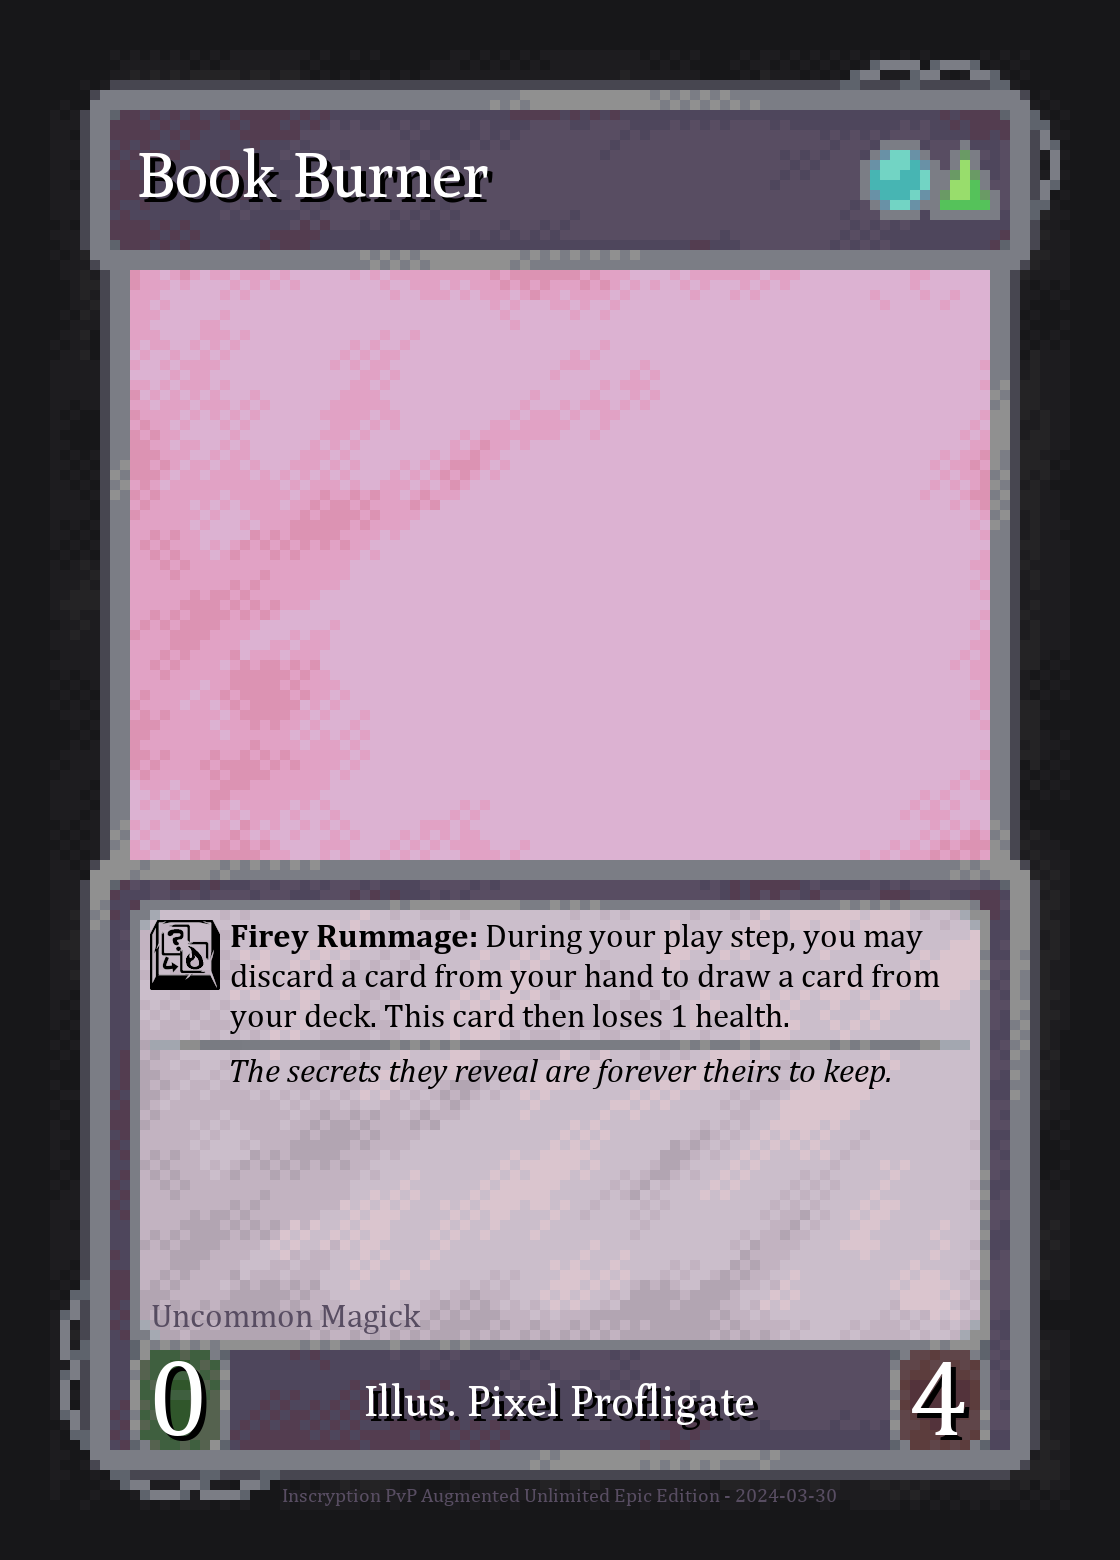 Book Burner
Firey Rummage: During your play step, you may
discard a card from your hand to draw a card from
your deck. This card then loses 1 health.
The secrets they reveal are forever theirs to keep.
Uncommon Magick
0
Illus. Pixel Profligate
4
Inscryption PvP Augmented Unlimited Epic Edition - 2024-03-30